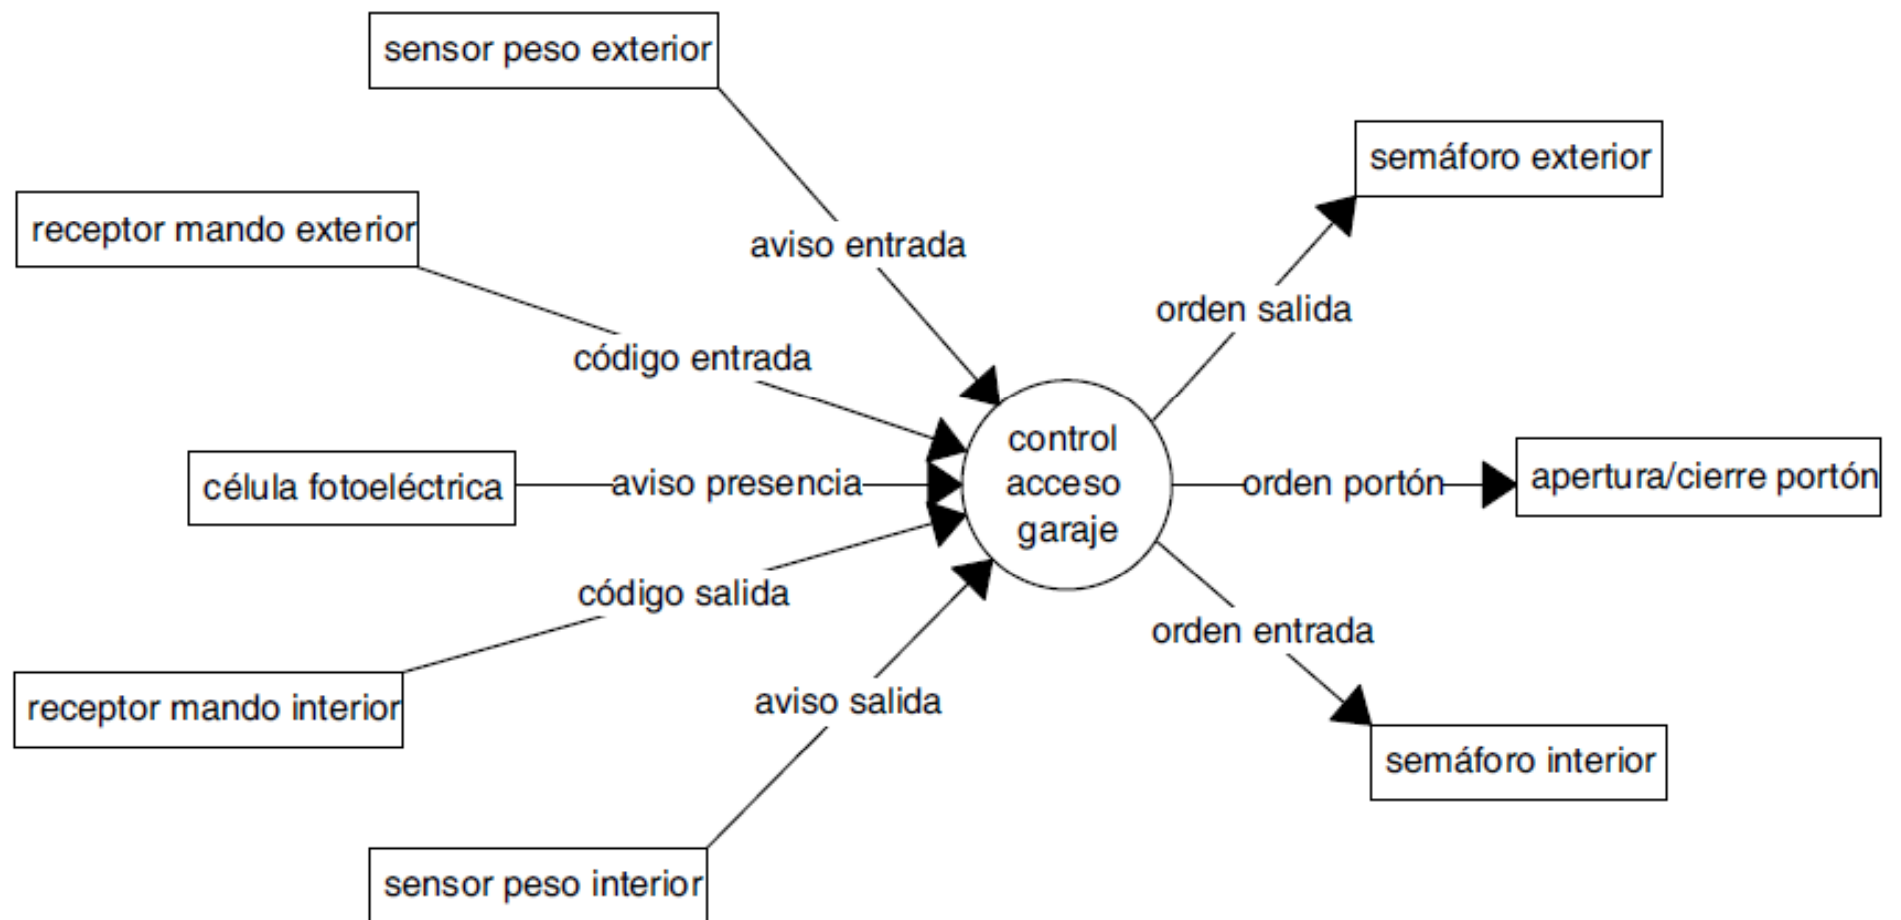 sensor peso exterior
semáforo exterior
receptor mando exterior
aviso entrada
orden salida
código entrada
control
acceso
garaje
célula fotoeléctrica
aviso presencia
orden portón
apertura/cierre portón
código salida
orden entrada
receptor mando interior
aviso salida
semáforo interior
sensor peso interior